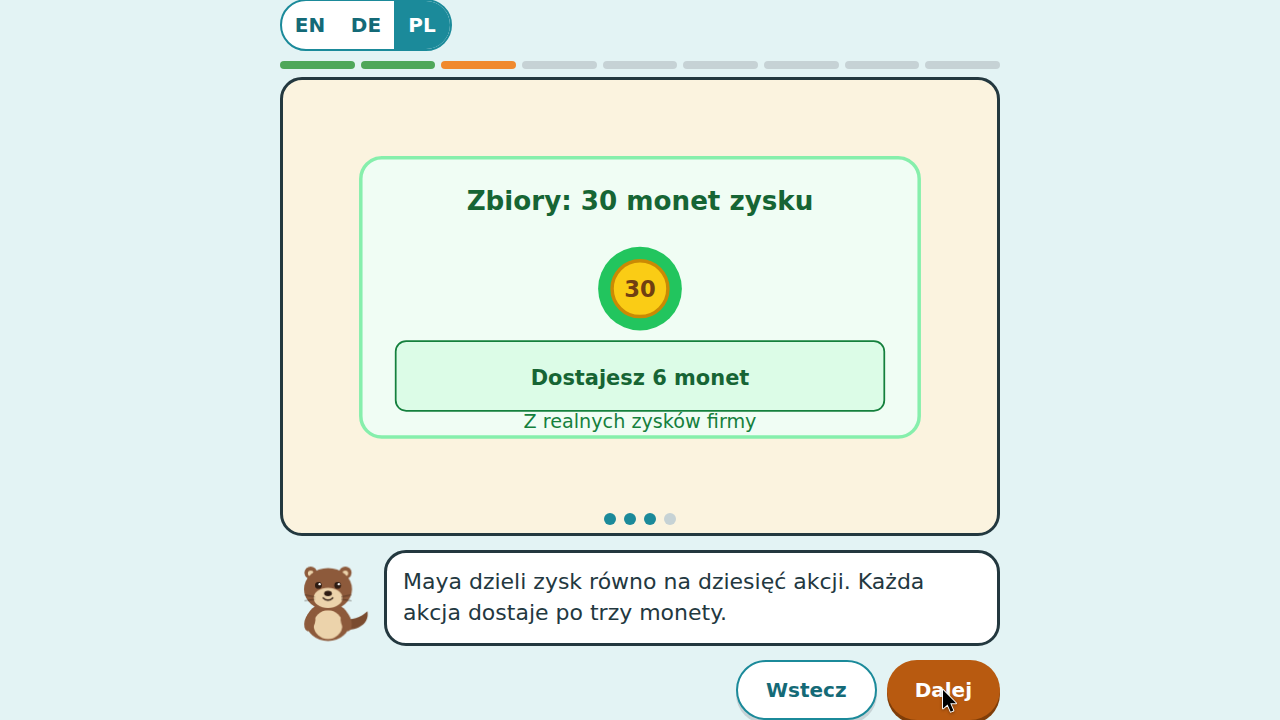 EN DE PL
Zbiory: 30 monet zysku
30
Dostajesz 6 monet
Z realnych zysków firmy
Maya dzieli zysk równo na dziesięć akcji. Każda
akcja dostaje po trzy monety.
Wstecz Dalej